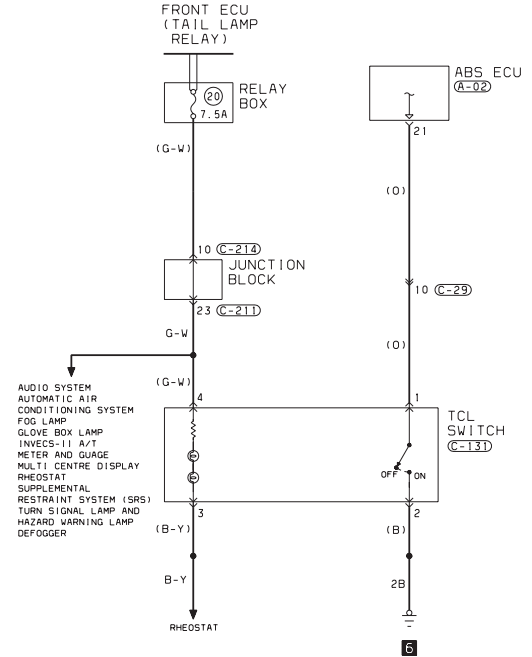 FRONT ECU
(TAIL LAMP
RELAY)
RELAY
BOX
20
7.5A
ABS ECU
A-02
21
(G-W)
(O)
10 C-214
JUNCTION
BLOCK
23 C-211
10 C-29
G-W
(O)
(G-W)
4
1
AUDIO SYSTEM
AUTOMATIC AIR
CONDITIONING SYSTEM
FOG LAMP
GLOVE BOX LAMP
INVECS-II A/T
METER AND GUAGE
MULTI CENTRE DISPLAY
RHEOSTAT
SUPPLEMENTAL
RESTRAINT SYSTEM (SRS)
TURN SIGNAL LAMP AND
HAZARD WARNING LAMP
DEFOGGER
TCL
SWITCH
C-131
OFF ON
3
2
(B-Y)
(B)
B-Y
2B
RHEOSTAT
6